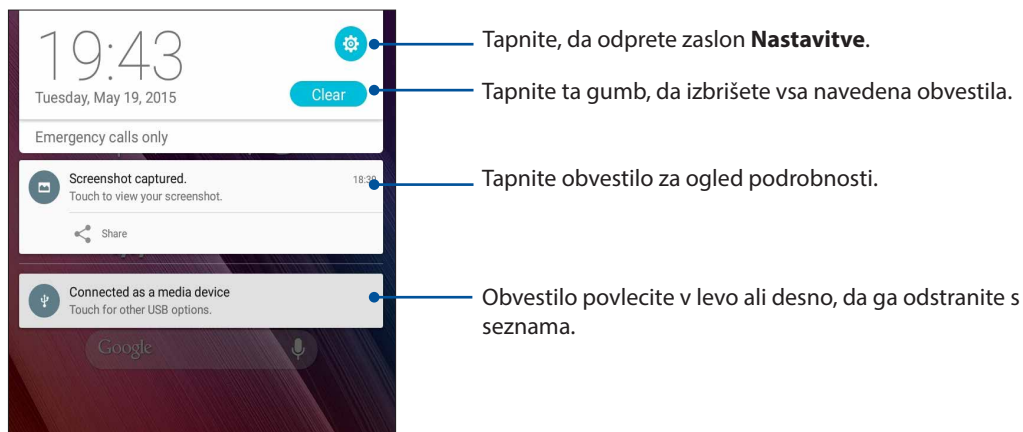 19:43
Tapnite, da odprete zaslon Nastavitve.
Tuesday, May 19, 2015
Clear
Tapnite ta gumb, da izbrišete vsa navedena obvestila.
Emergency calls only
Screenshot captured.
18:39
Tapnite obvestilo za ogled podrobnosti.
Touch to view your screenshot.
Share
Connected as a media device
Touch for other USB options.
Obvestilo povlecite v levo ali desno, da ga odstranite s
seznama.
Google